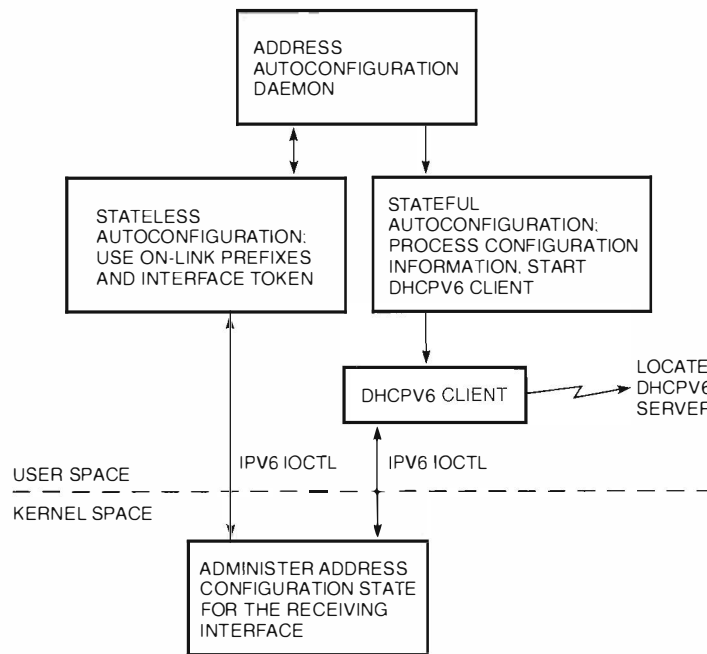 ADDRESS
AUTOCONFIGURATION
DAEMON
STATELESS
AUTOCONFIGURATION:
USE ON-LINK PREFIXES
AND INTERFACE TOKEN
STATEFUL
AUTOCONFIGURATION:
PROCESS CONFIGURATION
INFORMATION, START
DHCPV6 CLIENT
DHCPV6 CLIENT
LOCATE
DHCPV6
SERVER
IPV6 IOCTL
IPV6 IOCTL
USER SPACE
KERNEL SPACE
ADMINISTER ADDRESS
CONFIGURATION STATE
FOR THE RECEIVING
INTERFACE